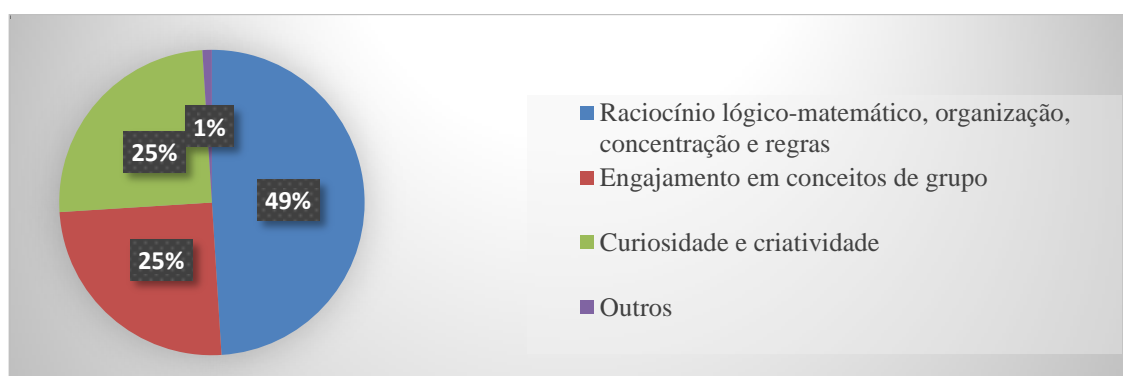 1%
25%
49%
25%
Raciocínio lógico-matemático, organização,
concentração e regras
Engajamento em conceitos de grupo
Curiosidade e criatividade
Outros